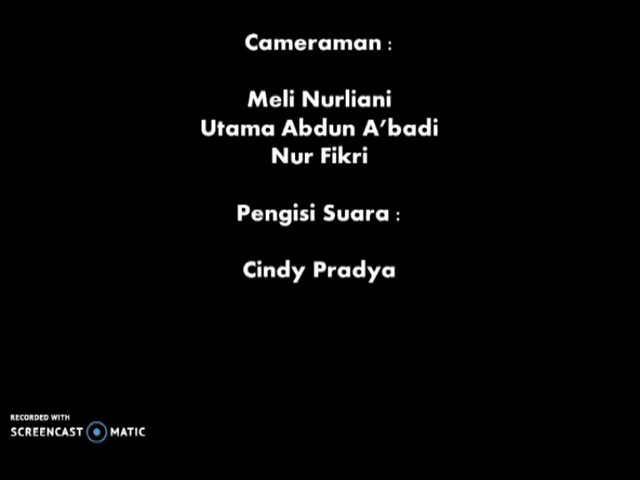 Cameraman :
Meli Nurliani
Utama Abdun A'badi
Nur Fikri
Pengisi Suara :
Cindy Pradya
RECORDED WITH
SCREENCAST MATIC